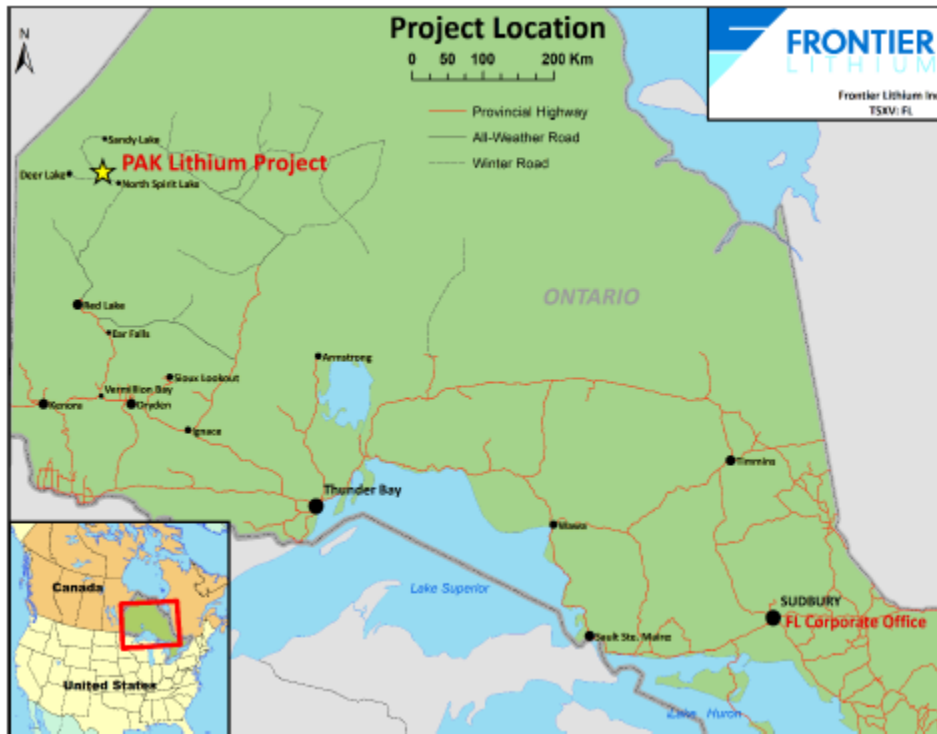 Project Location
N
0 50 100 200 Km
FRONTIER
LITHIUM
Frontier Lithium Inc
TSXV: FL
Provincial Highway
All-Weather Road
Winter Road
Sandy Lake
PAK Lithium Project
Deer Lake
North Spirit Lake
ONTARIO
Red Lake
Ear Falls
Armstrong
Sioux Lookout
Vermillion Bay
Kenora
Dryden
Ignace
Timmins
Thunder Bay
Wawa
Canada
Lake Superior
SUDBURY
FL Corporate Office
Sault Ste. Marie
United States
Lake Huron